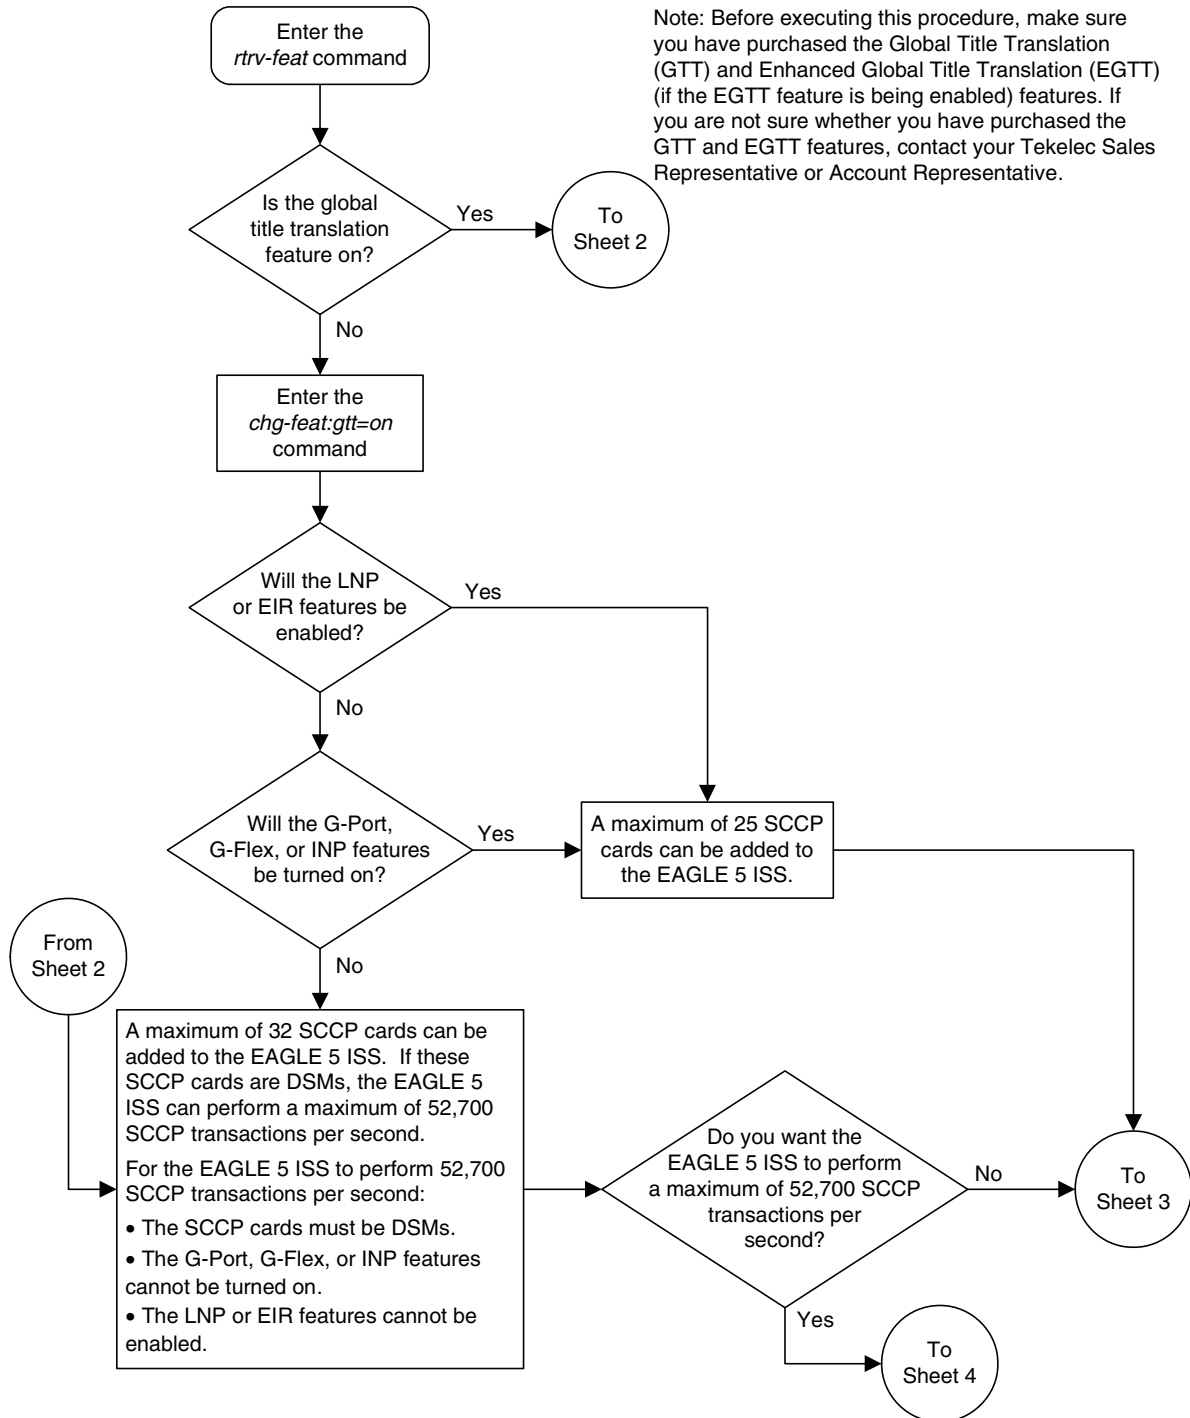 Enter the
rtrv-feat command
Note: Before executing this procedure, make sure
you have purchased the Global Title Translation
(GTT) and Enhanced Global Title Translation (EGTT)
(if the EGTT feature is being enabled) features. If
you are not sure whether you have purchased the
GTT and EGTT features, contact your Tekelec Sales
Representative or Account Representative.
Is the global
title translation
feature on?
Yes
To
Sheet 2
No
Enter the
chg-feat:gtt=on
command
Will the LNP
or EIR features be
enabled?
Yes
No
Will the G-Port,
G-Flex, or INP features
be turned on?
Yes
A maximum of 25 SCCP
cards can be added to
the EAGLE 5 ISS.
From
Sheet 2
No
A maximum of 32 SCCP cards can be
added to the EAGLE 5 ISS.  If these
SCCP cards are DSMs, the EAGLE 5
ISS can perform a maximum of 52,700
SCCP transactions per second.
For the EAGLE 5 ISS to perform 52,700
SCCP transactions per second:
• The SCCP cards must be DSMs.
• The G-Port, G-Flex, or INP features
cannot be turned on.
• The LNP or EIR features cannot be
enabled.
Do you want the
EAGLE 5 ISS to perform
a maximum of 52,700 SCCP
transactions per
second?
No
To
Sheet 3
Yes
To
Sheet 4